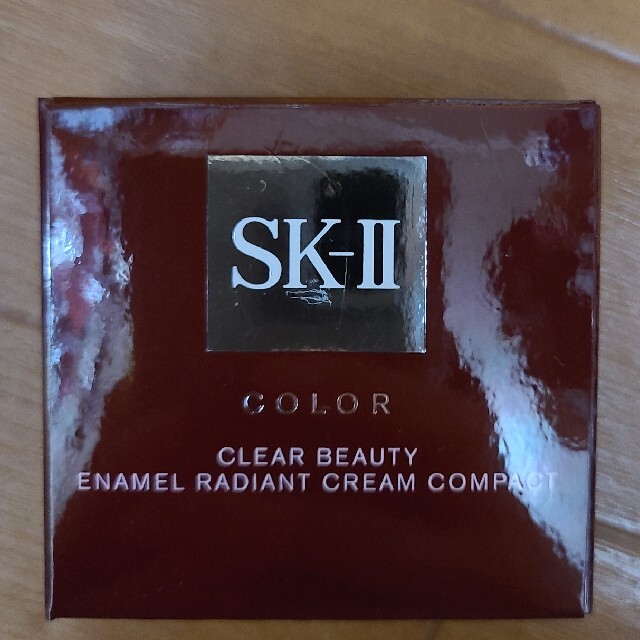 SK-II
COLOR
CLEAR BEAUTY
ENAMEL RADIANT CREAM COMPACT